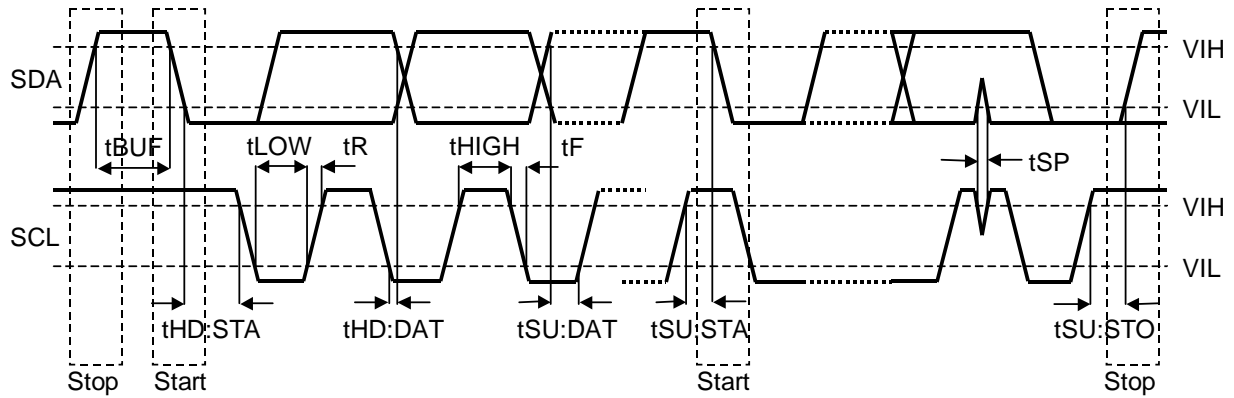 VIH
SDA
VIL
tBUF
tLOW
tR
tHIGH
tF
tSP
VIH
SCL
VIL
tHD:STA
tHD:DAT
tSU:DAT
tSU:STA
tSU:STO
Stop
Start
Start
Stop